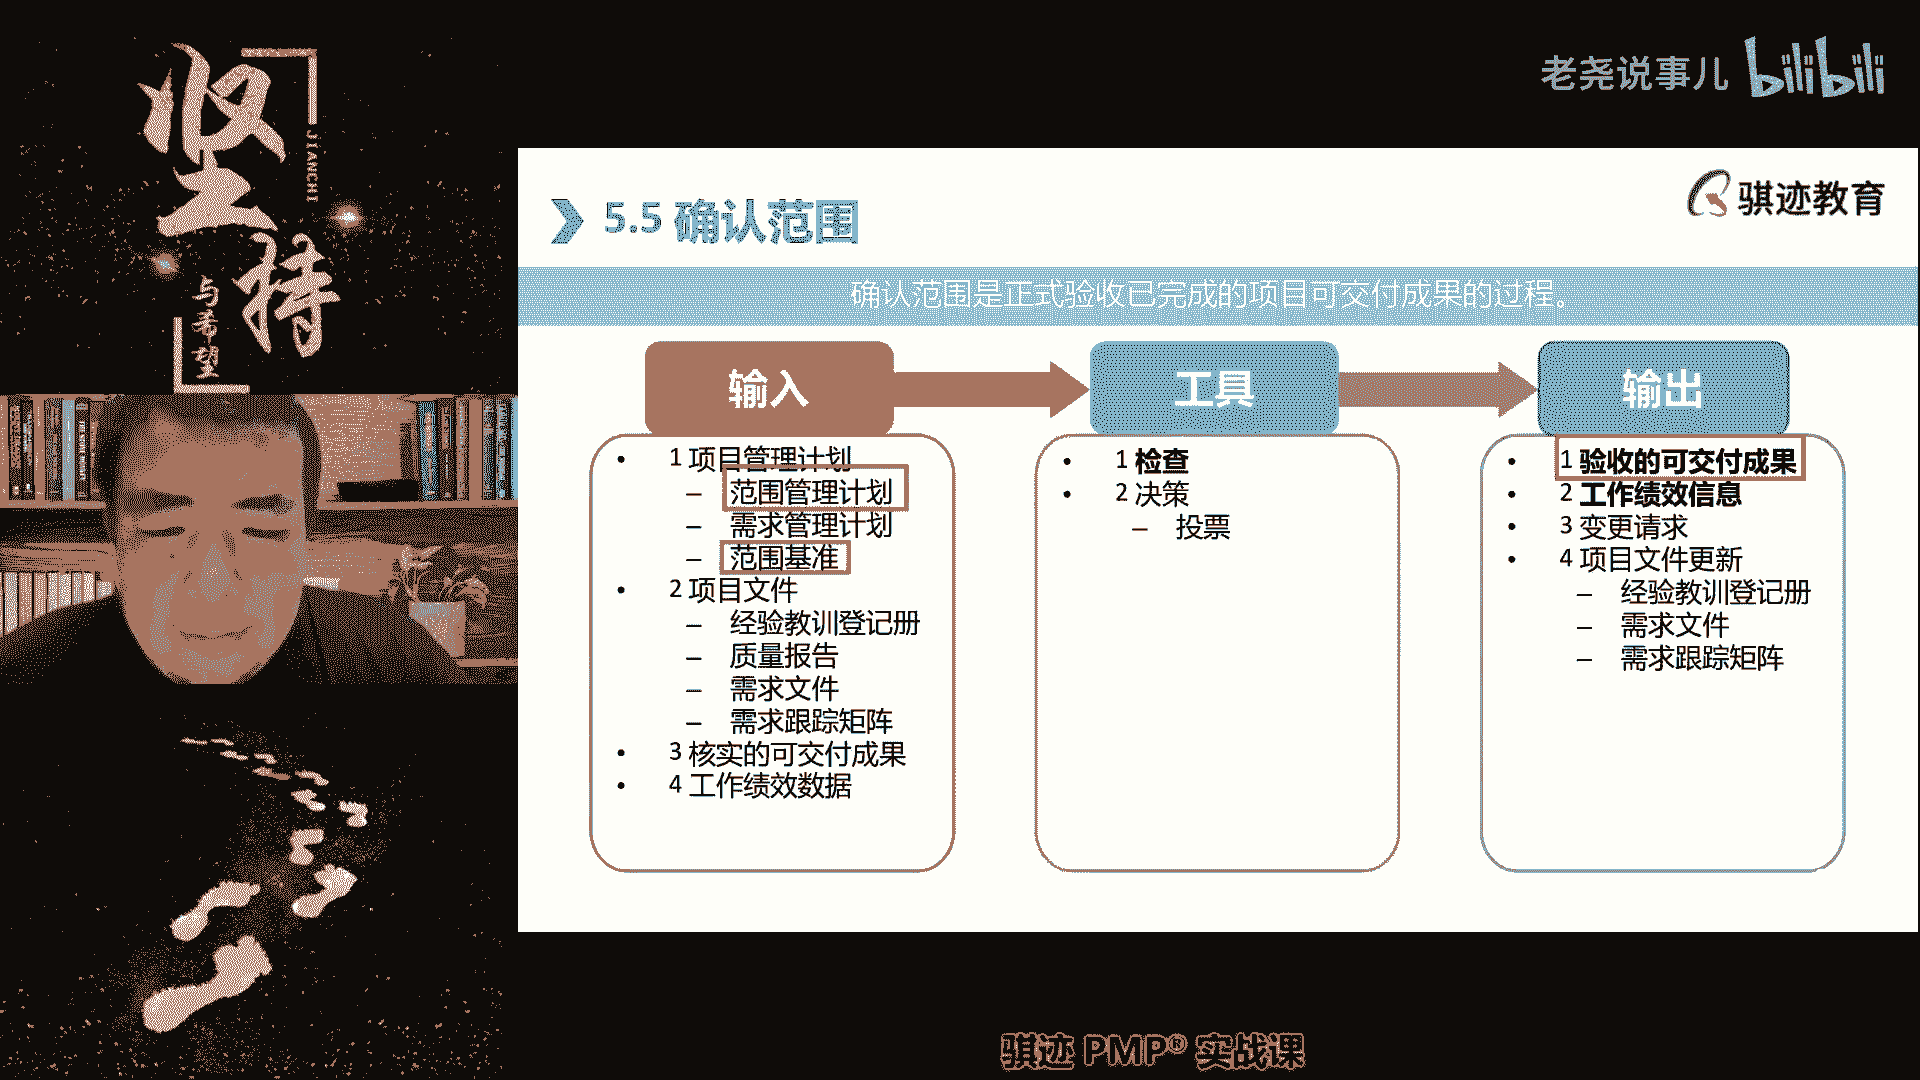 坚持
JIANCHI
与希望
老尧说事儿 bilibili
骐迹教育
5.5 确认范围
确认范围是正式验收已完成的项目可交付成果的过程。
输入
• 1 项目管理计划
– 范围管理计划
– 需求管理计划
– 范围基准
• 2 项目文件
– 经验教训登记册
– 质量报告
– 需求文件
– 需求跟踪矩阵
• 3 核实的可交付成果
• 4 工作绩效数据
工具
• 1 检查
• 2 决策
– 投票
输出
• 1 验收的可交付成果
• 2 工作绩效信息
• 3 变更请求
• 4 项目文件更新
– 经验教训登记册
– 需求文件
– 需求跟踪矩阵
骐迹 PMP® 实战课